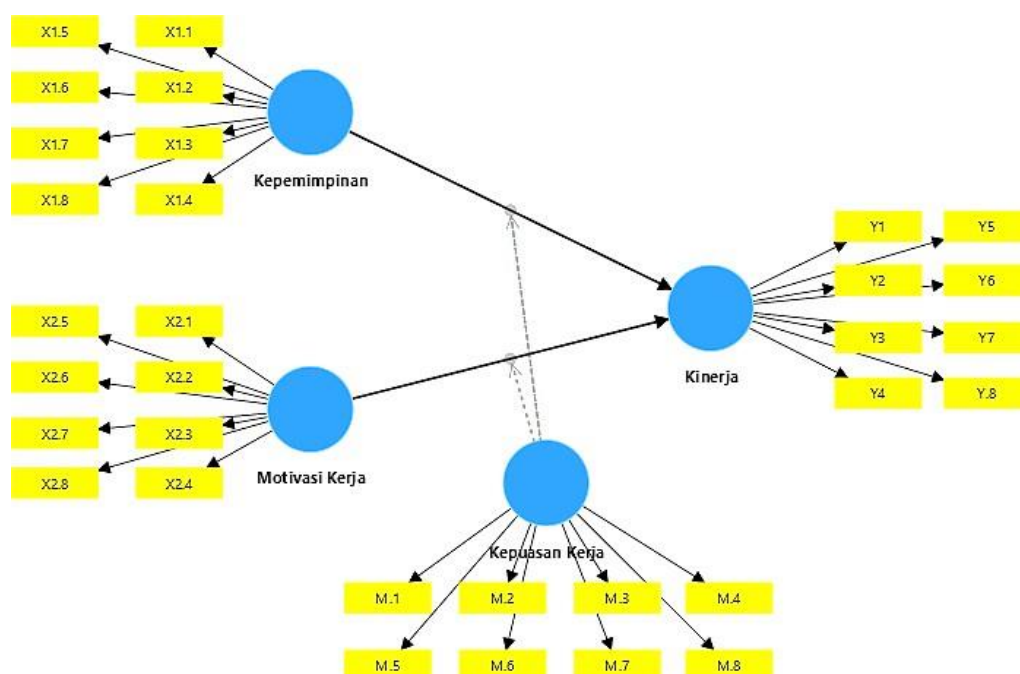 X1.5 X1.1
X1.6 X1.2
X1.7 X1.3
X1.8 X1.4
Kepemimpinan
X2.5 X2.1
X2.6 X2.2
X2.7 X2.3
X2.8 X2.4
Motivasi Kerja
Y1 Y5
Y2 Y6
Y3 Y7
Y4 Y.8
Kinerja
Kepuasan Kerja
M.1 M.2 M.3 M.4
M.5 M.6 M.7 M.8